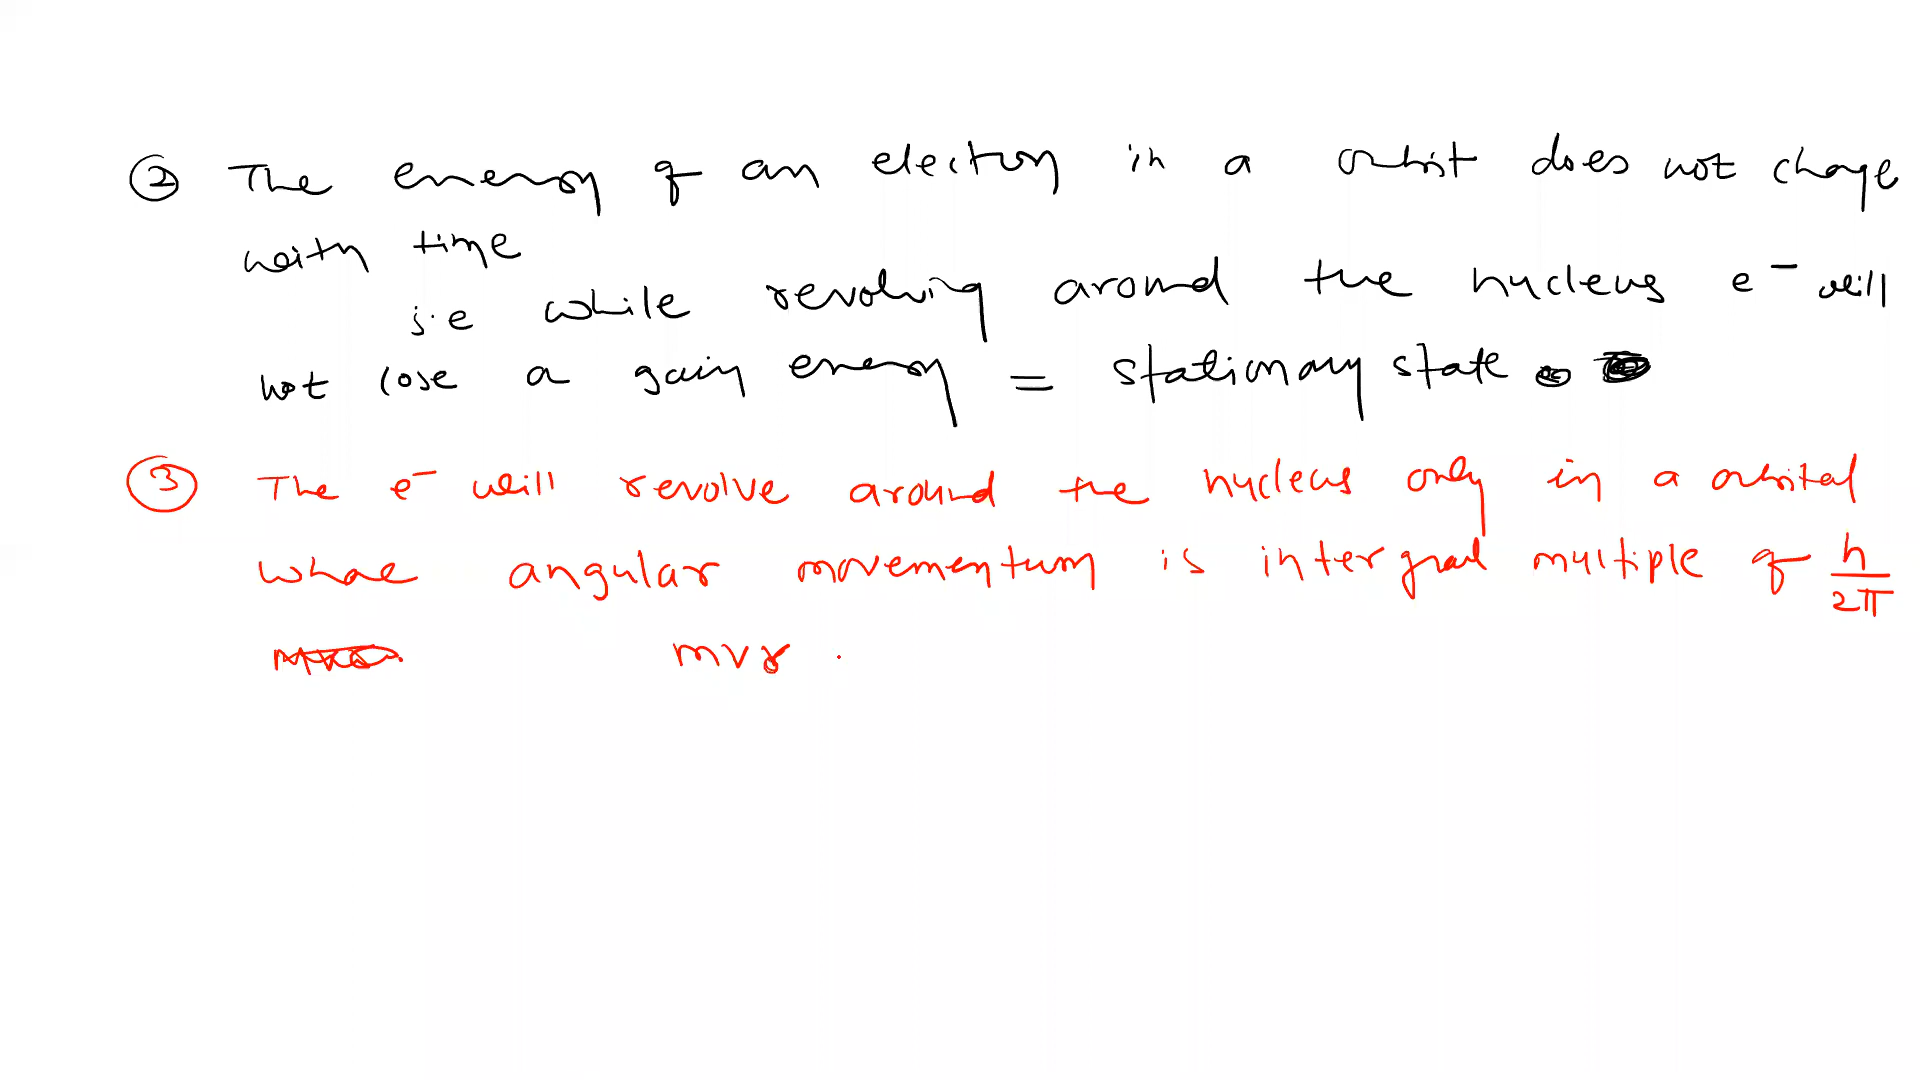 ② The energy of an electron in a orbit does not change
with time
i.e while revolving around the nucleus e⁻ will
not lose or gain energy = stationary state
③ The e⁻ will revolve around the nucleus only in a orbital
whose angular movementum is intergral multiple of h/2π
mvr